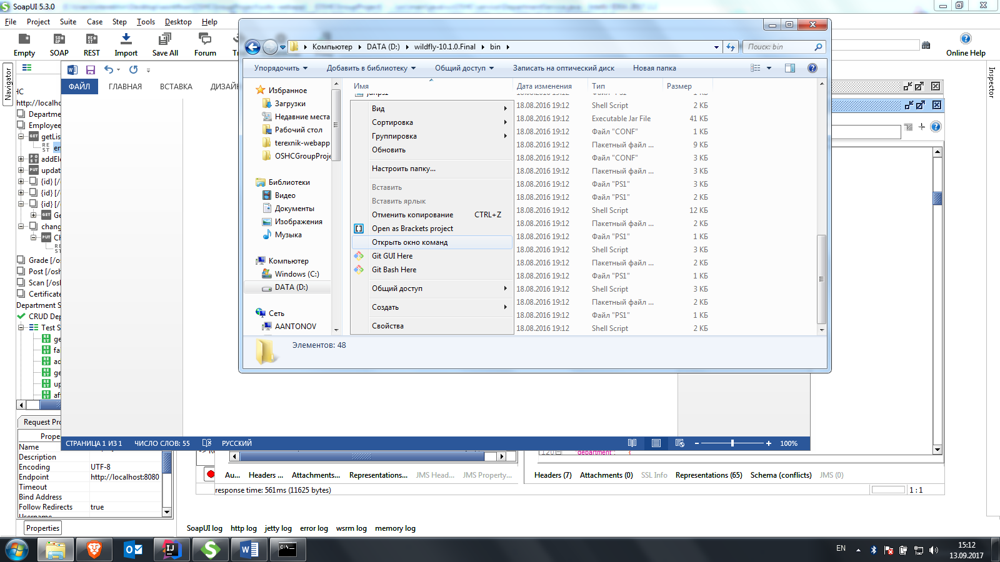 SoapUI 5.3.0
File Project Suite Case Step Tools Desktop Help
Empty SOAP REST Import Save All Forum
Online Help
Navigator
Inspector
Компьютер DATA (D:) wildfly-10.1.0.Final bin
Поиск: bin
Упорядочить Добавить в библиотеку Общий доступ Записать на оптический диск Новая папка
ФАЙЛ ГЛАВНАЯ ВСТАВКА ДИЗАЙН
Избранное
Загрузки
Недавние места
Рабочий стол
terexnik-webapp
OSHCGroupProje
Библиотеки
Видео
Документы
Изображения
Музыка
Компьютер
Windows (C:)
DATA (D:)
Сеть
AANTONOV
Имя Дата изменения Тип Размер
18.08.2016 19:12 Shell Script 2 КБ
18.08.2016 19:12 Executable Jar File 41 КБ
18.08.2016 19:12 Файл "CONF" 1 КБ
18.08.2016 19:12 Пакетный файл ... 9 КБ
18.08.2016 19:12 Файл "CONF" 3 КБ
18.08.2016 19:12 Пакетный файл ... 3 КБ
18.08.2016 19:12 Файл "PS1" 3 КБ
18.08.2016 19:12 Файл "PS1" 2 КБ
18.08.2016 19:12 Shell Script 12 КБ
18.08.2016 19:12 Пакетный файл ... 2 КБ
18.08.2016 19:12 Файл "PS1" 1 КБ
18.08.2016 19:12 Shell Script 3 КБ
18.08.2016 19:12 Пакетный файл ... 2 КБ
18.08.2016 19:12 Файл "PS1" 1 КБ
18.08.2016 19:12 Shell Script 3 КБ
18.08.2016 19:12 Пакетный файл ... 2 КБ
18.08.2016 19:12 Файл "PS1" 1 КБ
18.08.2016 19:12 Shell Script 2 КБ
Вид
Сортировка
Группировка
Обновить
Настроить папку...
Вставить
Вставить ярлык
Отменить копирование CTRL+Z
Open as Brackets project
Открыть окно команд
Git GUI Here
Git Bash Here
Общий доступ
Создать
Свойства
Элементов: 48
http://localho
Departme
Employee
getLis
er
addEle
updat
{id} [/
{id} [/
{id} [/
Ge
chang
Ch
Grade [/o
Post [/osh
Scan [/osh
Certificate
Department S
CRUD Dep
Test S
ge
fa
ad
ge
up
af
СТРАНИЦА 1 ИЗ 1 ЧИСЛО СЛОВ: 55 РУССКИЙ 100%
Request Pro
Prope
Name
Description
Encoding UTF-8
Endpoint http://localhost:8080
Timeout
Bind Address
Follow Redirects true
Username
Properties
120 "department": {
Au... Headers ... Attachments... Representations... JMS Head... JMS Property...
Headers (7) Attachments (0) SSL Info Representations (65) Schema (conflicts) JMS (0)
response time: 561ms (11625 bytes)
1 : 1
SoapUI log http log jetty log error log wsrm log memory log
EN
15:12
13.09.2017